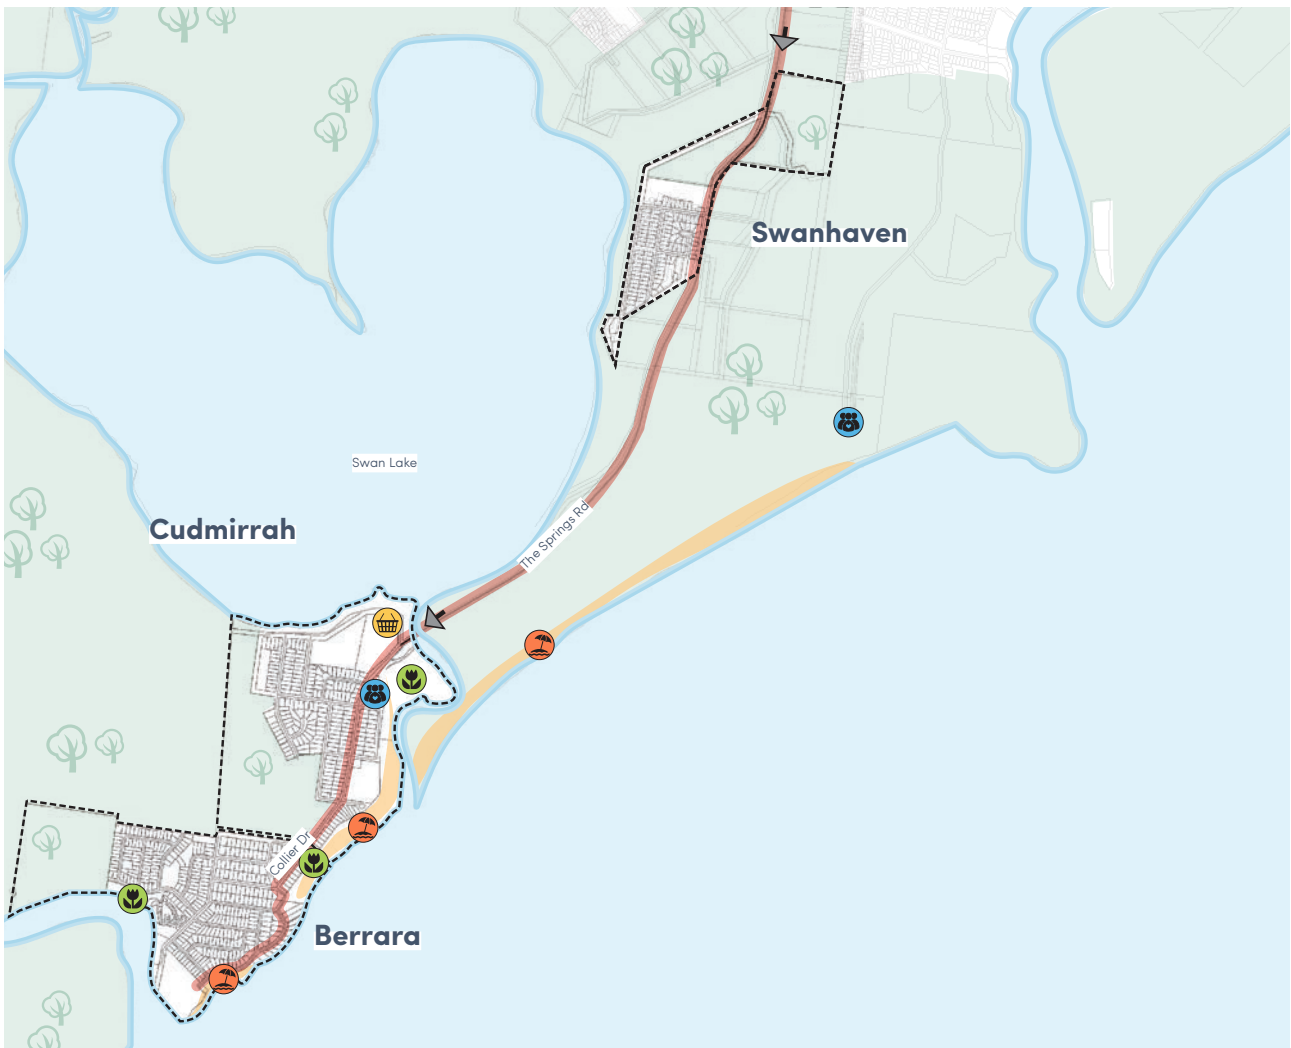 Swanhaven
Swan Lake
The Springs Rd
Cudmirrah
Collier Dr
Berrara